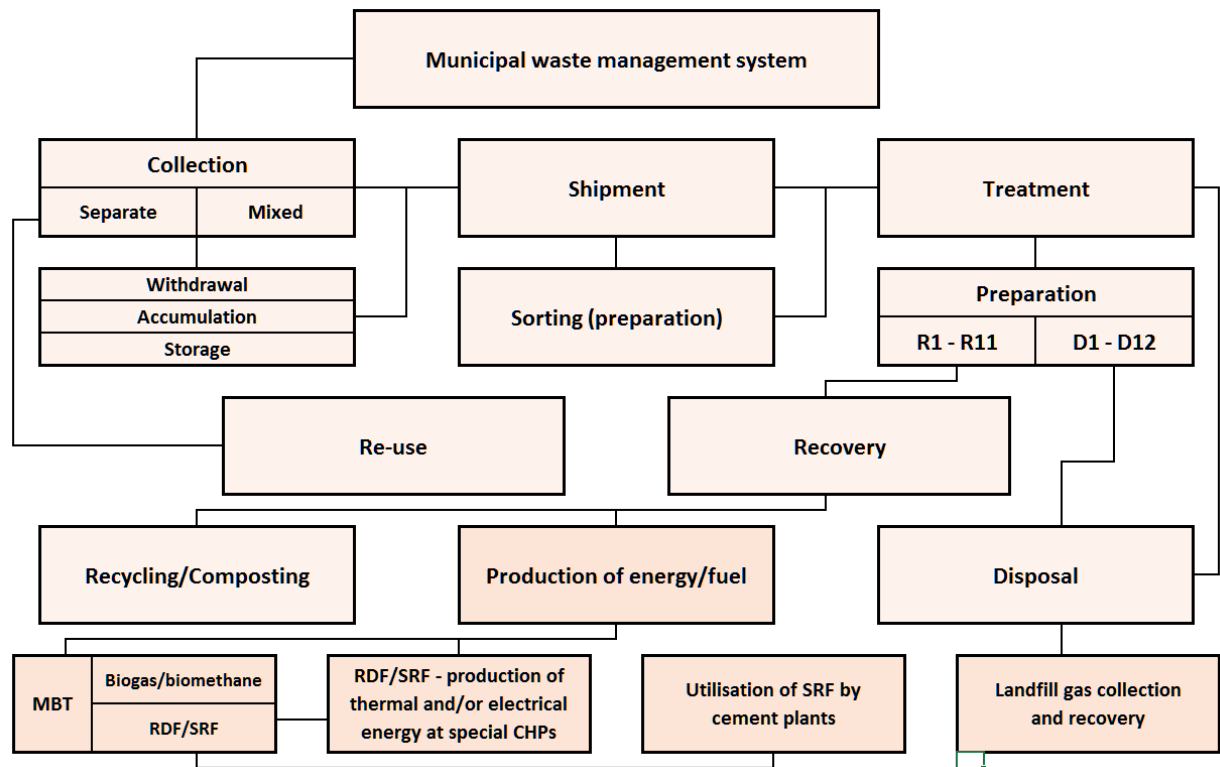 Municipal waste management system
Collection
Separate
Mixed
Shipment
Treatment
Withdrawal
Accumulation
Storage
Sorting (preparation)
Preparation
R1 - R11
D1 - D12
Re-use
Recovery
Recycling/Composting
Production of energy/fuel
Disposal
MBT
Biogas/biomethane
RDF/SRF
RDF/SRF - production of
thermal and/or electrical
energy at special CHPs
Utilisation of SRF by
cement plants
Landfill gas collection
and recovery